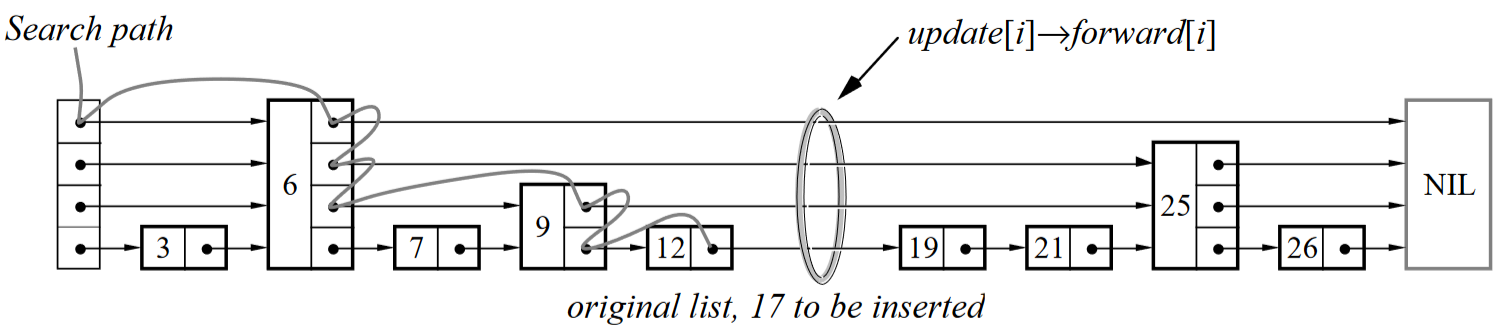 Search path
update[i]→forward[i]
6
NIL
25
9
3
7
12
19
21
26
original list, 17 to be inserted